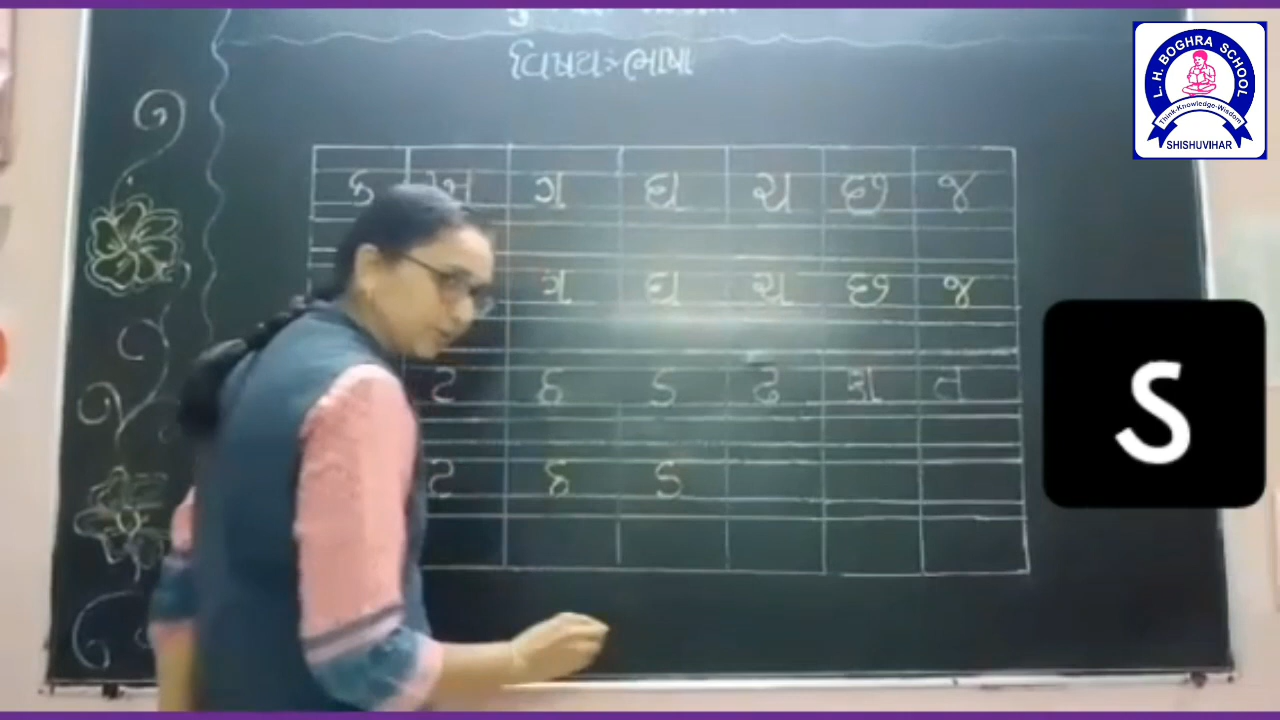 વિષય:- ભાષા
ક ખ ગ ઘ ચ છ જ
ગ ઘ ચ છ જ
ટ ઠ ડ ઢ ણ ત
ટ ઠ ડ
ડ
L. H. BOGHRA SCHOOL
Think-Knowledge-Wisdom
SHISHUVIHAR